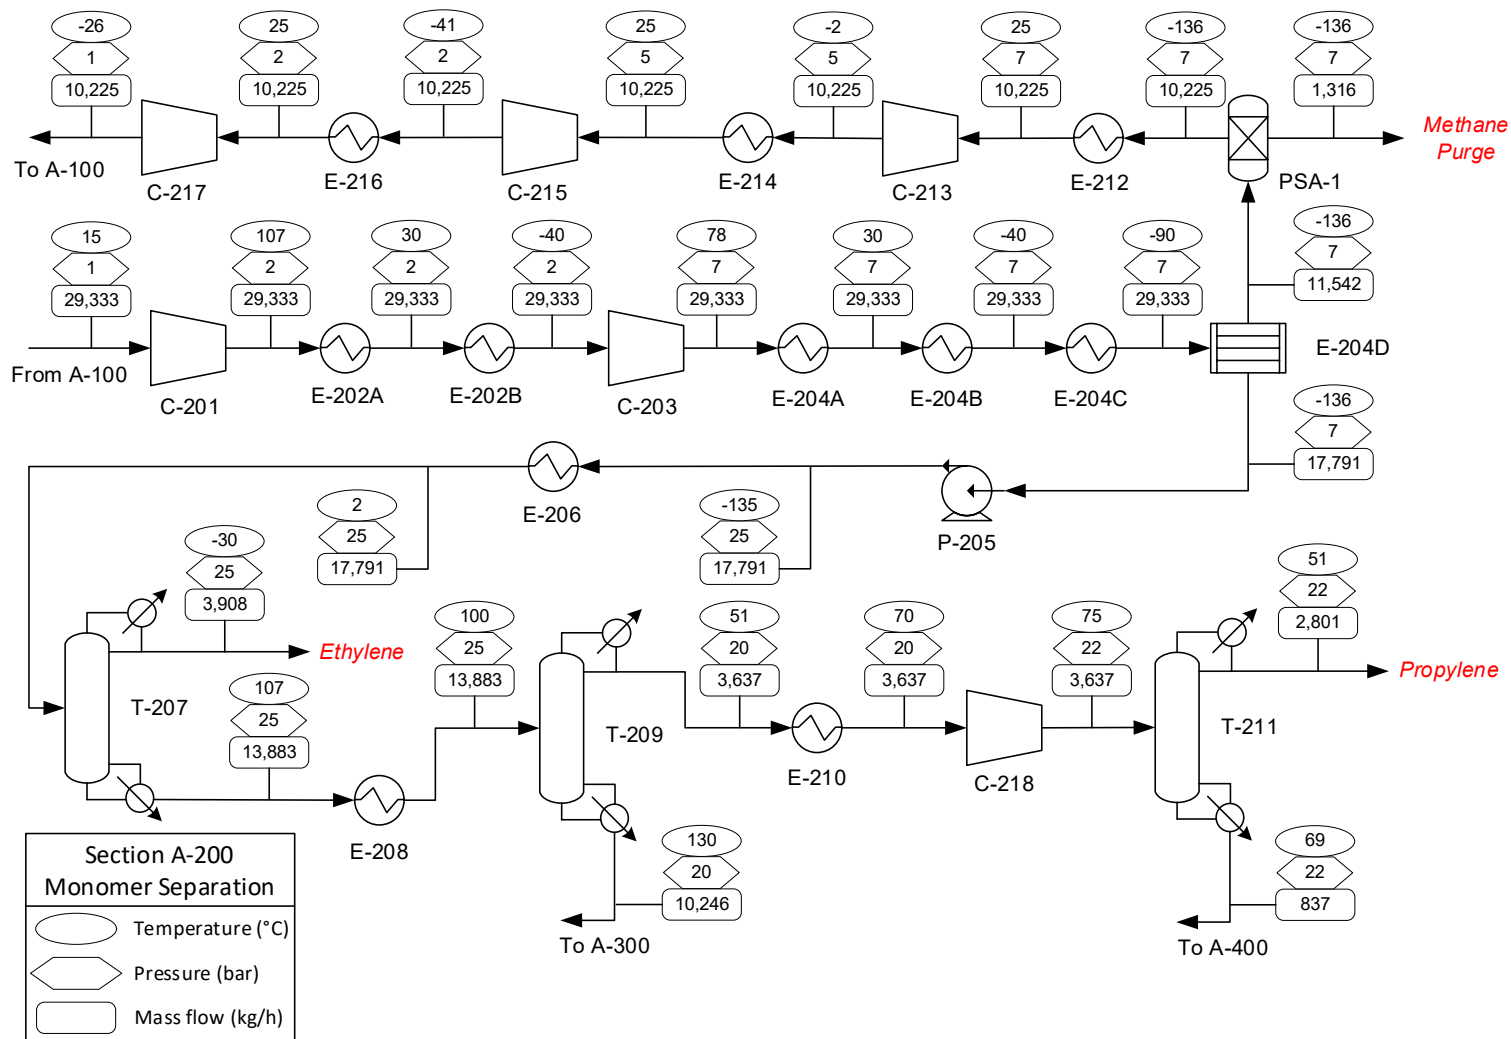 -26 25 -41 25 -2 25 -136 -136
1 2 2 5 5 7 7 7
10,225 10,225 10,225 10,225 10,225 10,225 10,225 1,316
Methane
Purge
To A-100
C-217
E-216
C-215
E-214
C-213
E-212
PSA-1
-136
7
11,542
15 107 30 -40 78 30 -40 -90
1 2 2 2 7 7 7 7
29,333 29,333 29,333 29,333 29,333 29,333 29,333 29,333
From A-100
C-201
E-202A
E-202B
C-203
E-204A
E-204B
E-204C
E-204D
-136
7
17,791
E-206
P-205
2
25
17,791
-135
25
17,791
-30
25
3,908
Ethylene
T-207
107
25
13,883
E-208
100
25
13,883
T-209
51
20
3,637
E-210
70
20
3,637
C-218
75
22
3,637
T-211
51
22
2,801
Propylene
130
20
10,246
To A-300
69
22
837
To A-400
Section A-200
Monomer Separation
Temperature (°C)
Pressure (bar)
Mass flow (kg/h)